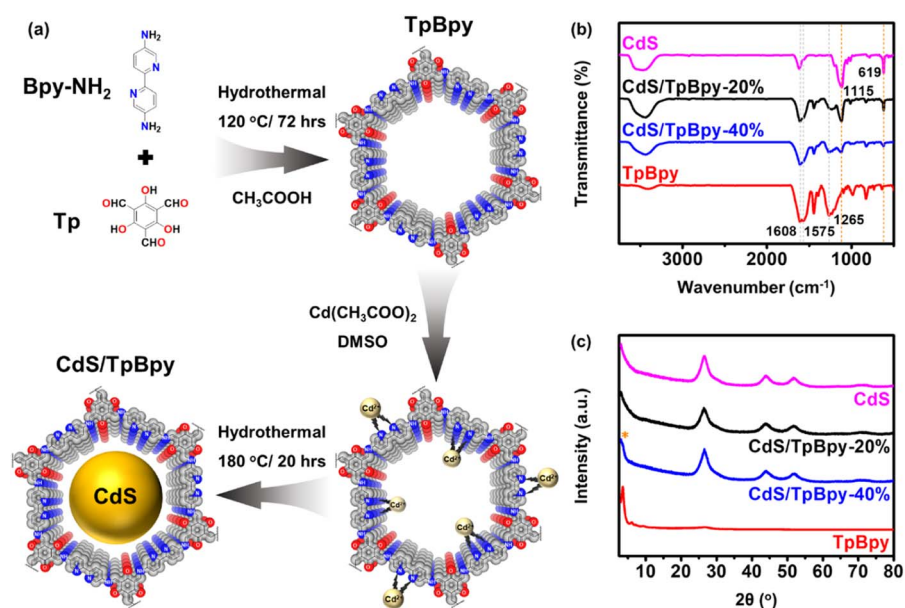 (a)
NH₂
Bpy-NH₂
N
N
NH₂
+
Tp
OH
CHO
CHO
HO
OH
CHO
Hydrothermal
120 °C/ 72 hrs
CH₃COOH
TpBpy
Cd(CH₃COO)₂
DMSO
Cd²⁺
Cd²⁺
Cd²⁺
Cd²⁺
Cd²⁺
Cd²⁺
Hydrothermal
180 °C/ 20 hrs
CdS/TpBpy
CdS
(b)
CdS
619
1115
CdS/TpBpy-20%
CdS/TpBpy-40%
TpBpy
1265
1608
1575
Transmittance (%)
3000
2000
1000
Wavenumber (cm⁻¹)
(c)
CdS
*
CdS/TpBpy-20%
CdS/TpBpy-40%
TpBpy
Intensity (a.u.)
10 20 30 40 50 60 70 80
2θ (°)